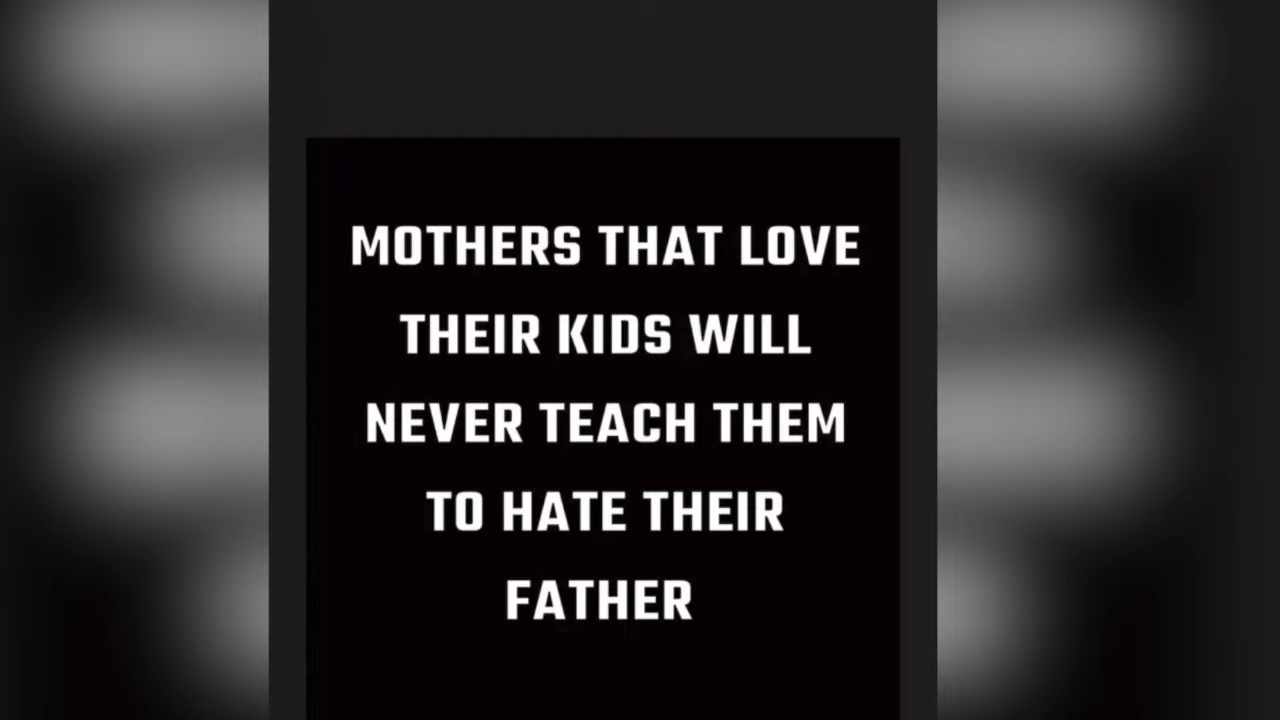 MOTHERS THAT LOVE
THEIR KIDS WILL
NEVER TEACH THEM
TO HATE THEIR
FATHER